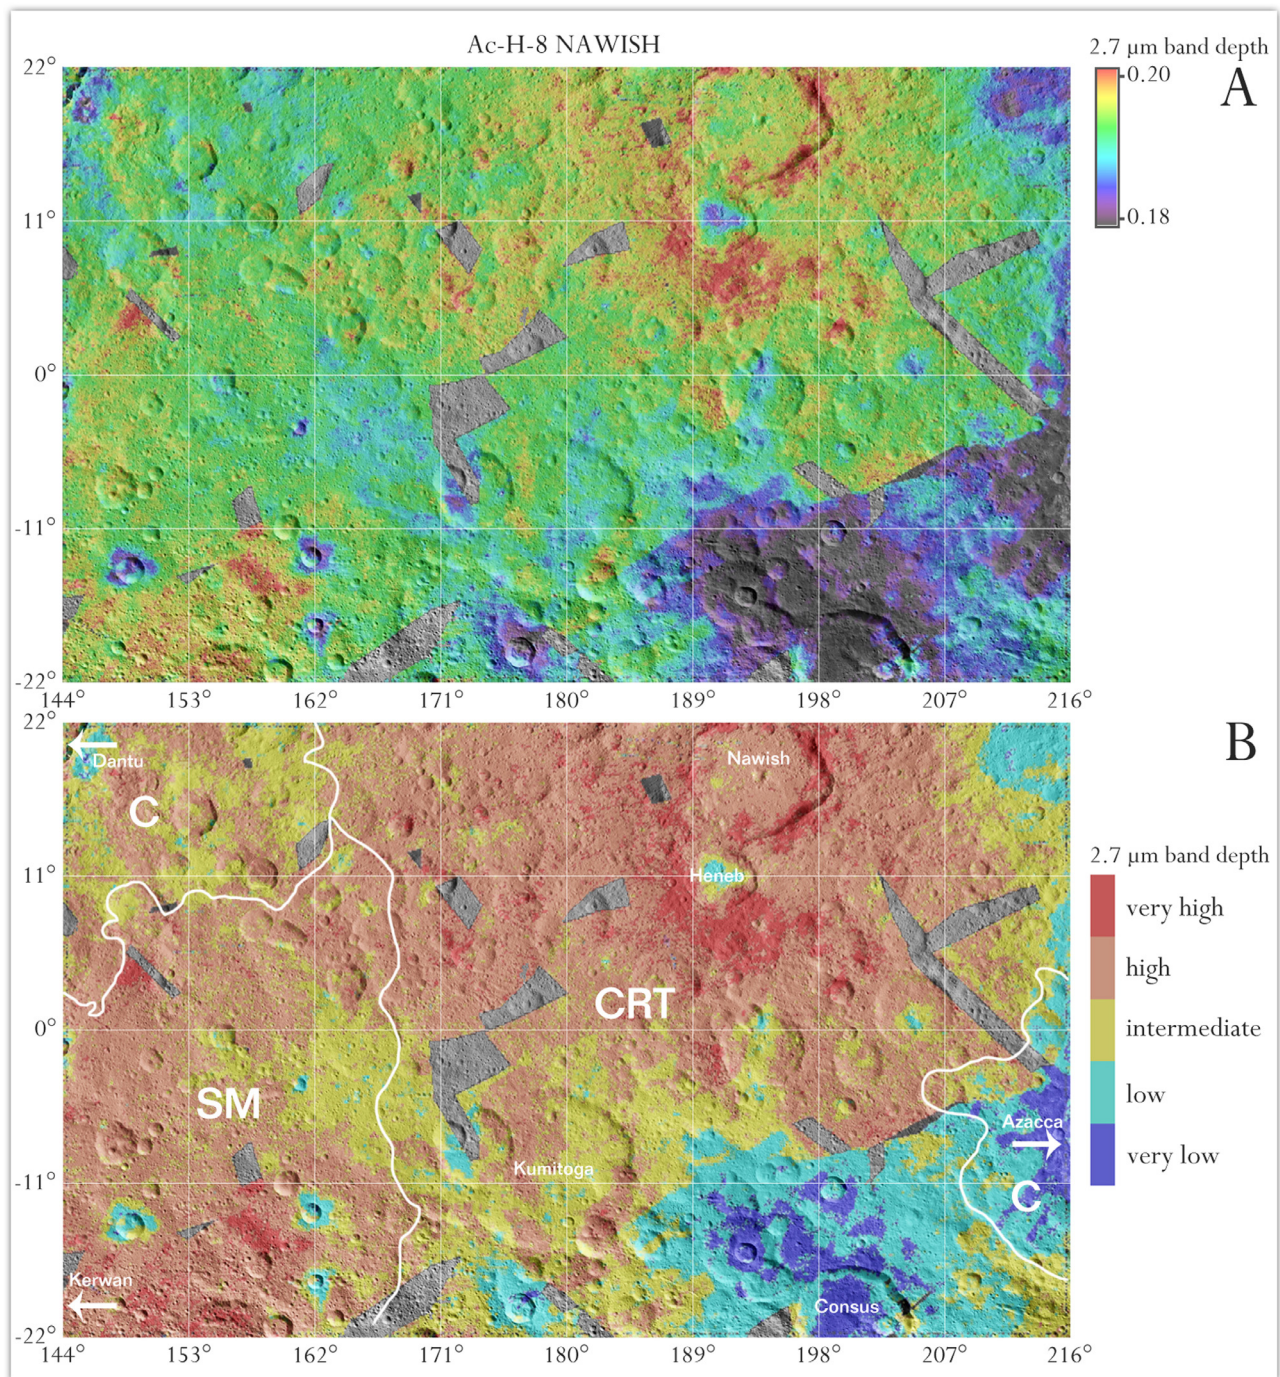 Ac-H-8 NAWISH
2.7 µm band depth
A
0.20
0.18
22°
11°
0°
-11°
-22°
144° 153° 162° 171° 180° 189° 198° 207° 216°
B
22°
11°
0°
-11°
-22°
Dantu
C
Nawish
Heneb
CRT
SM
Kumitoga
Azacca
C
Kerwan
Consus
144° 153° 162° 171° 180° 189° 198° 207° 216°
2.7 µm band depth
very high
high
intermediate
low
very low